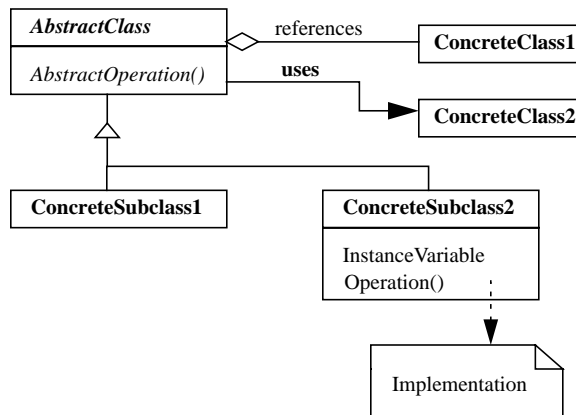 AbstractClass
references
ConcreteClass1
AbstractOperation()
uses
ConcreteClass2
ConcreteSubclass1
ConcreteSubclass2
InstanceVariable
Operation()
Implementation